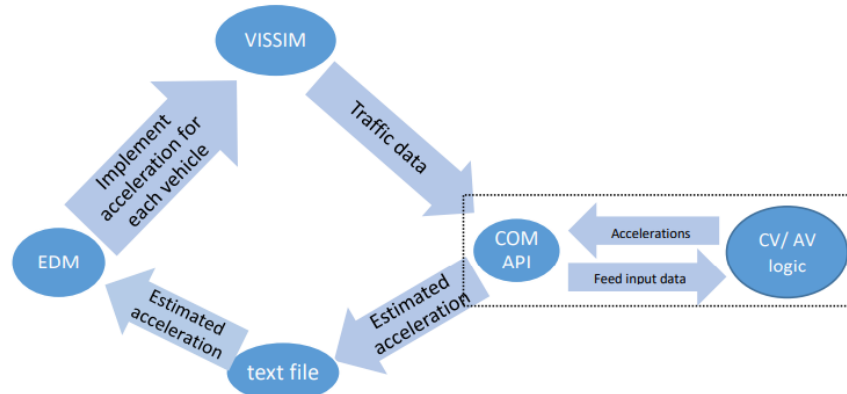 VISSIM
Traffic data
Implement
acceleration for
each vehicle
COM
API
Accelerations
Feed input data
CV/ AV
logic
EDM
Estimated
acceleration
Estimated
acceleration
text file